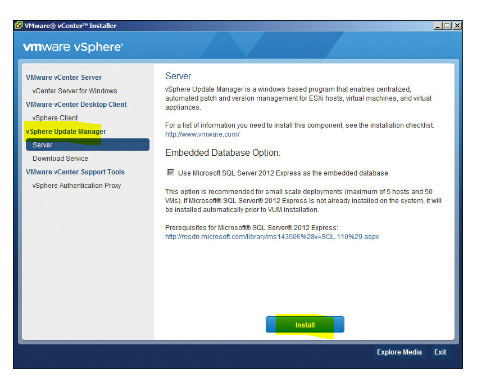 VMware® vCenter™ Installer
vmware vSphere®
VMware vCenter Server
vCenter Server for Windows
VMware vCenter Desktop Client
vSphere Client
vSphere Update Manager
Server
Download Service
VMware vCenter Support Tools
vSphere Authentication Proxy
Server
vSphere Update Manager is a windows based program that enables centralized,
automated patch and version management for ESXi hosts, virtual machines, and virtual
appliances.
For a list of information you need to install this component, see the installation checklist:
http://www.vmware.com/
Embedded Database Option:
Use Microsoft SQL Server 2012 Express as the embedded database
This option is recommended for small scale deployments (maximum of 5 hosts and 50
VMs). If Microsoft® SQL Server® 2012 Express is not already installed on the system, it will
be installed automatically prior to VUM installation.
Prerequisites for Microsoft® SQL Server® 2012 Express:
http://msdn.microsoft.com/library/ms143506%28v=SQL.110%29.aspx
Install
Explore Media Exit